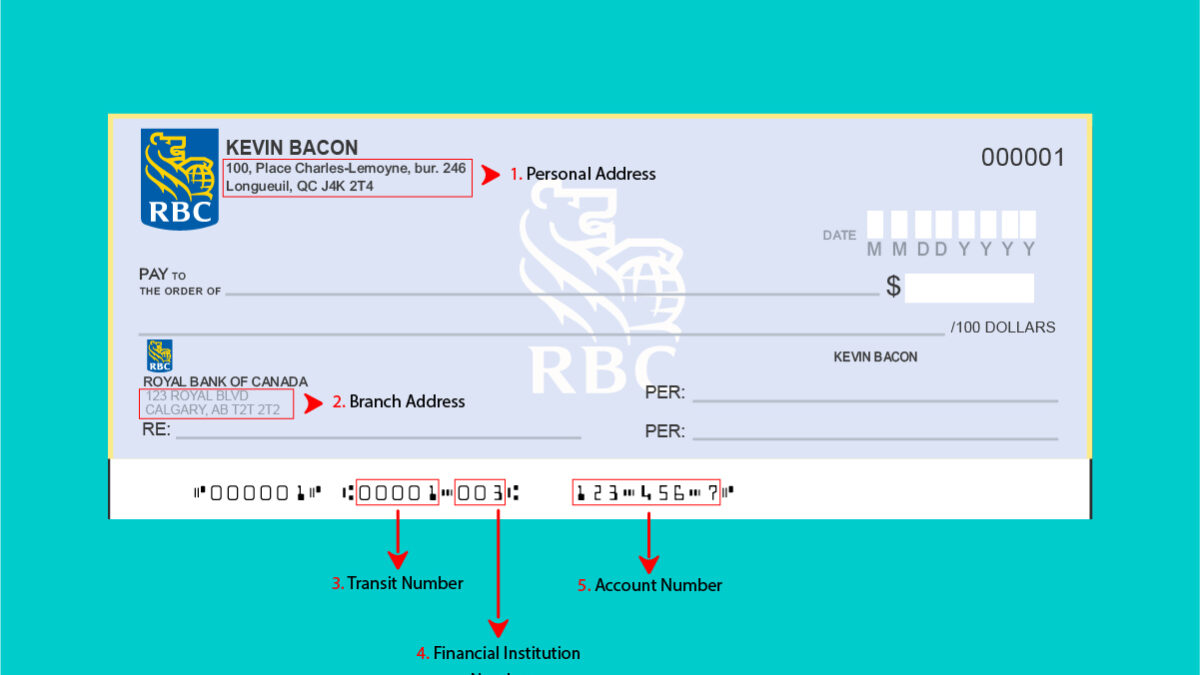 KEVIN BACON
100, Place Charles-Lemoyne, bur. 246
Longueuil, QC J4K 2T4
RBC
1. Personal Address
000001
DATE
M M D D Y Y Y Y
PAY TO
THE ORDER OF
$
/100 DOLLARS
RBC
RBC
KEVIN BACON
ROYAL BANK OF CANADA
123 ROYAL BLVD
CALGARY, AB T2T 2T2
2. Branch Address
PER:
RE:
PER:
⑈000001⑈ ⑆00001⑉003⑆ 123⑉456⑉7⑈
3. Transit Number
5. Account Number
4. Financial Institution